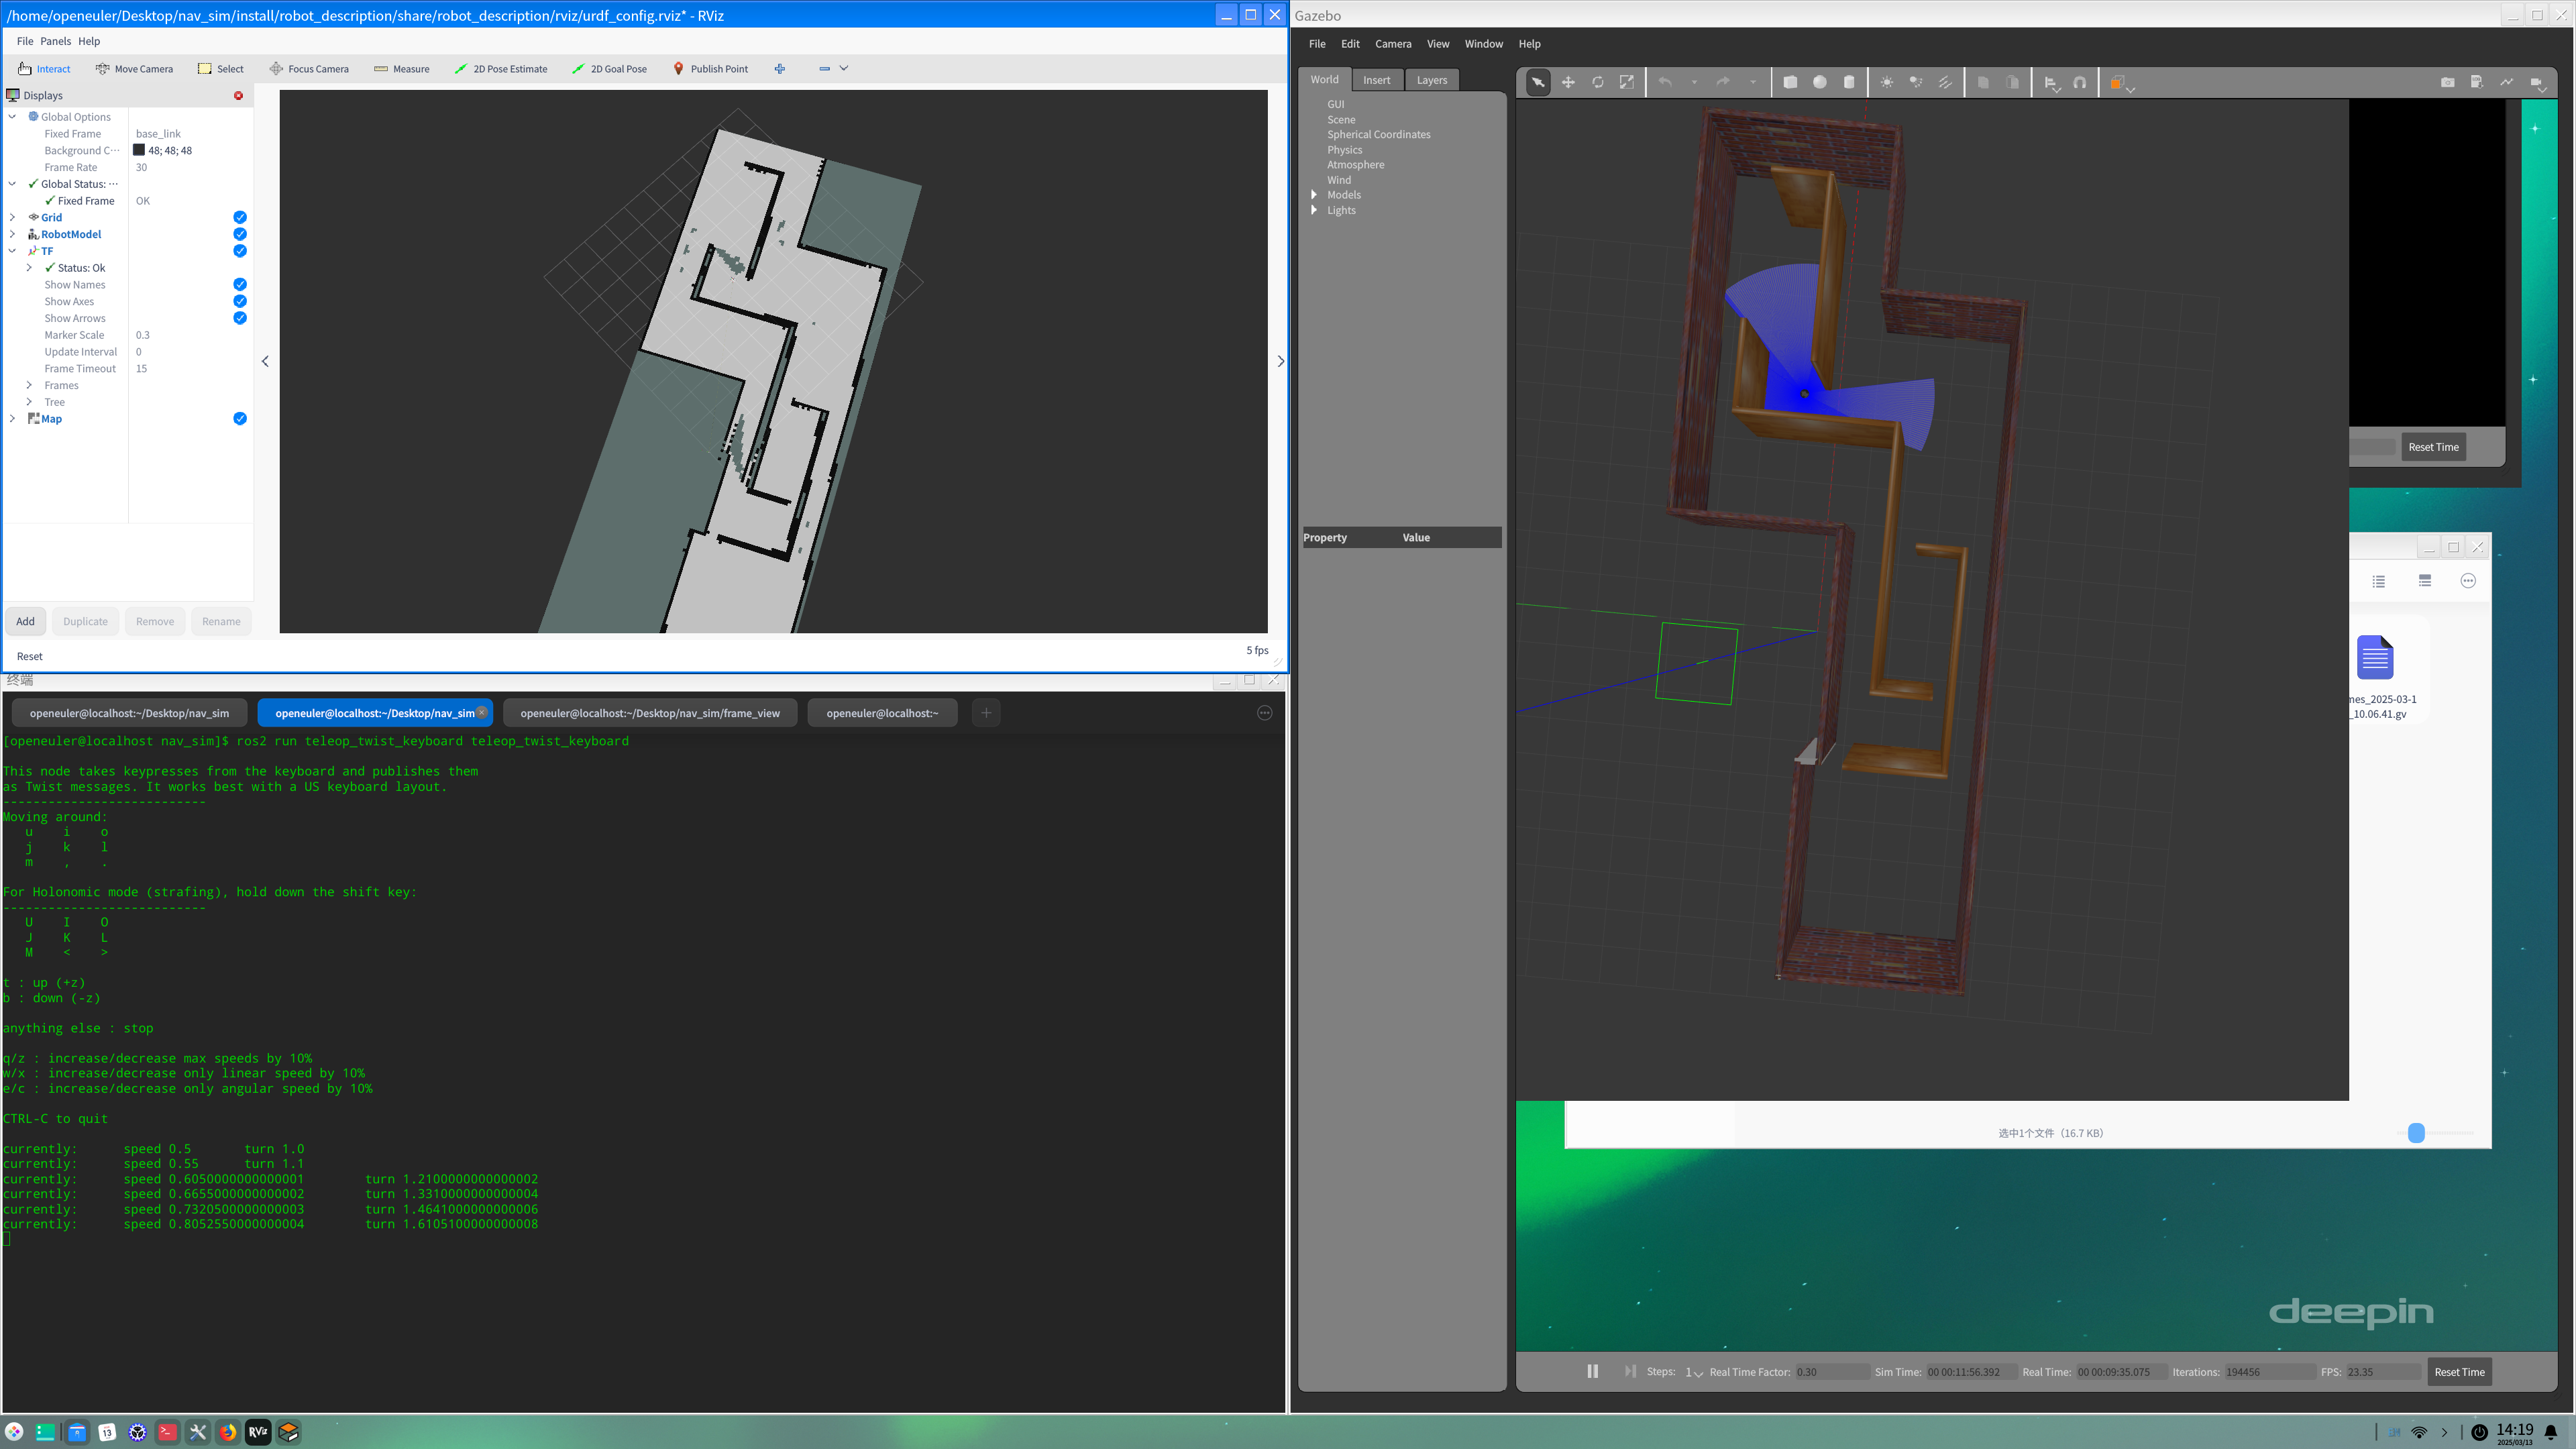 /home/openeuler/Desktop/nav_sim/install/robot_description/share/robot_description/rviz/urdf_config.rviz* - RViz
File Panels Help
Interact Move Camera Select Focus Camera Measure 2D Pose Estimate 2D Goal Pose Publish Point
Displays
Global Options
Fixed Frame base_link
Background C··· 48; 48; 48
Frame Rate 30
Global Status: ···
Fixed Frame OK
Grid
RobotModel
TF
Status: Ok
Show Names
Show Axes
Show Arrows
Marker Scale 0.3
Update Interval 0
Frame Timeout 15
Frames
Tree
Map
Add Duplicate Remove Rename
Reset 5 fps
终端
openeuler@localhost:~/Desktop/nav_sim openeuler@localhost:~/Desktop/nav_sim openeuler@localhost:~/Desktop/nav_sim/frame_view openeuler@localhost:~
[openeuler@localhost nav_sim]$ ros2 run teleop_twist_keyboard teleop_twist_keyboard
This node takes keypresses from the keyboard and publishes them
as Twist messages. It works best with a US keyboard layout.
---------------------------
Moving around:
u i o
j k l
m , .
For Holonomic mode (strafing), hold down the shift key:
---------------------------
U I O
J K L
M < >
t : up (+z)
b : down (-z)
anything else : stop
q/z : increase/decrease max speeds by 10%
w/x : increase/decrease only linear speed by 10%
e/c : increase/decrease only angular speed by 10%
CTRL-C to quit
currently: speed 0.5 turn 1.0
currently: speed 0.55 turn 1.1
currently: speed 0.6050000000000001 turn 1.2100000000000002
currently: speed 0.6655000000000002 turn 1.3310000000000004
currently: speed 0.7320500000000003 turn 1.4641000000000006
currently: speed 0.8052550000000004 turn 1.6105100000000008
Gazebo
File Edit Camera View Window Help
World Insert Layers
GUI
Scene
Spherical Coordinates
Physics
Atmosphere
Wind
Models
Lights
Property Value
Reset Time
mes_2025-03-1
_10.06.41.gv
选中1个文件（16.7 KB）
deepin
Steps: 1 Real Time Factor: 0.30 Sim Time: 00 00:11:56.392 Real Time: 00 00:09:35.075 Iterations: 194456 FPS: 23.35 Reset Time
13
RViz
14:19
2025/03/13